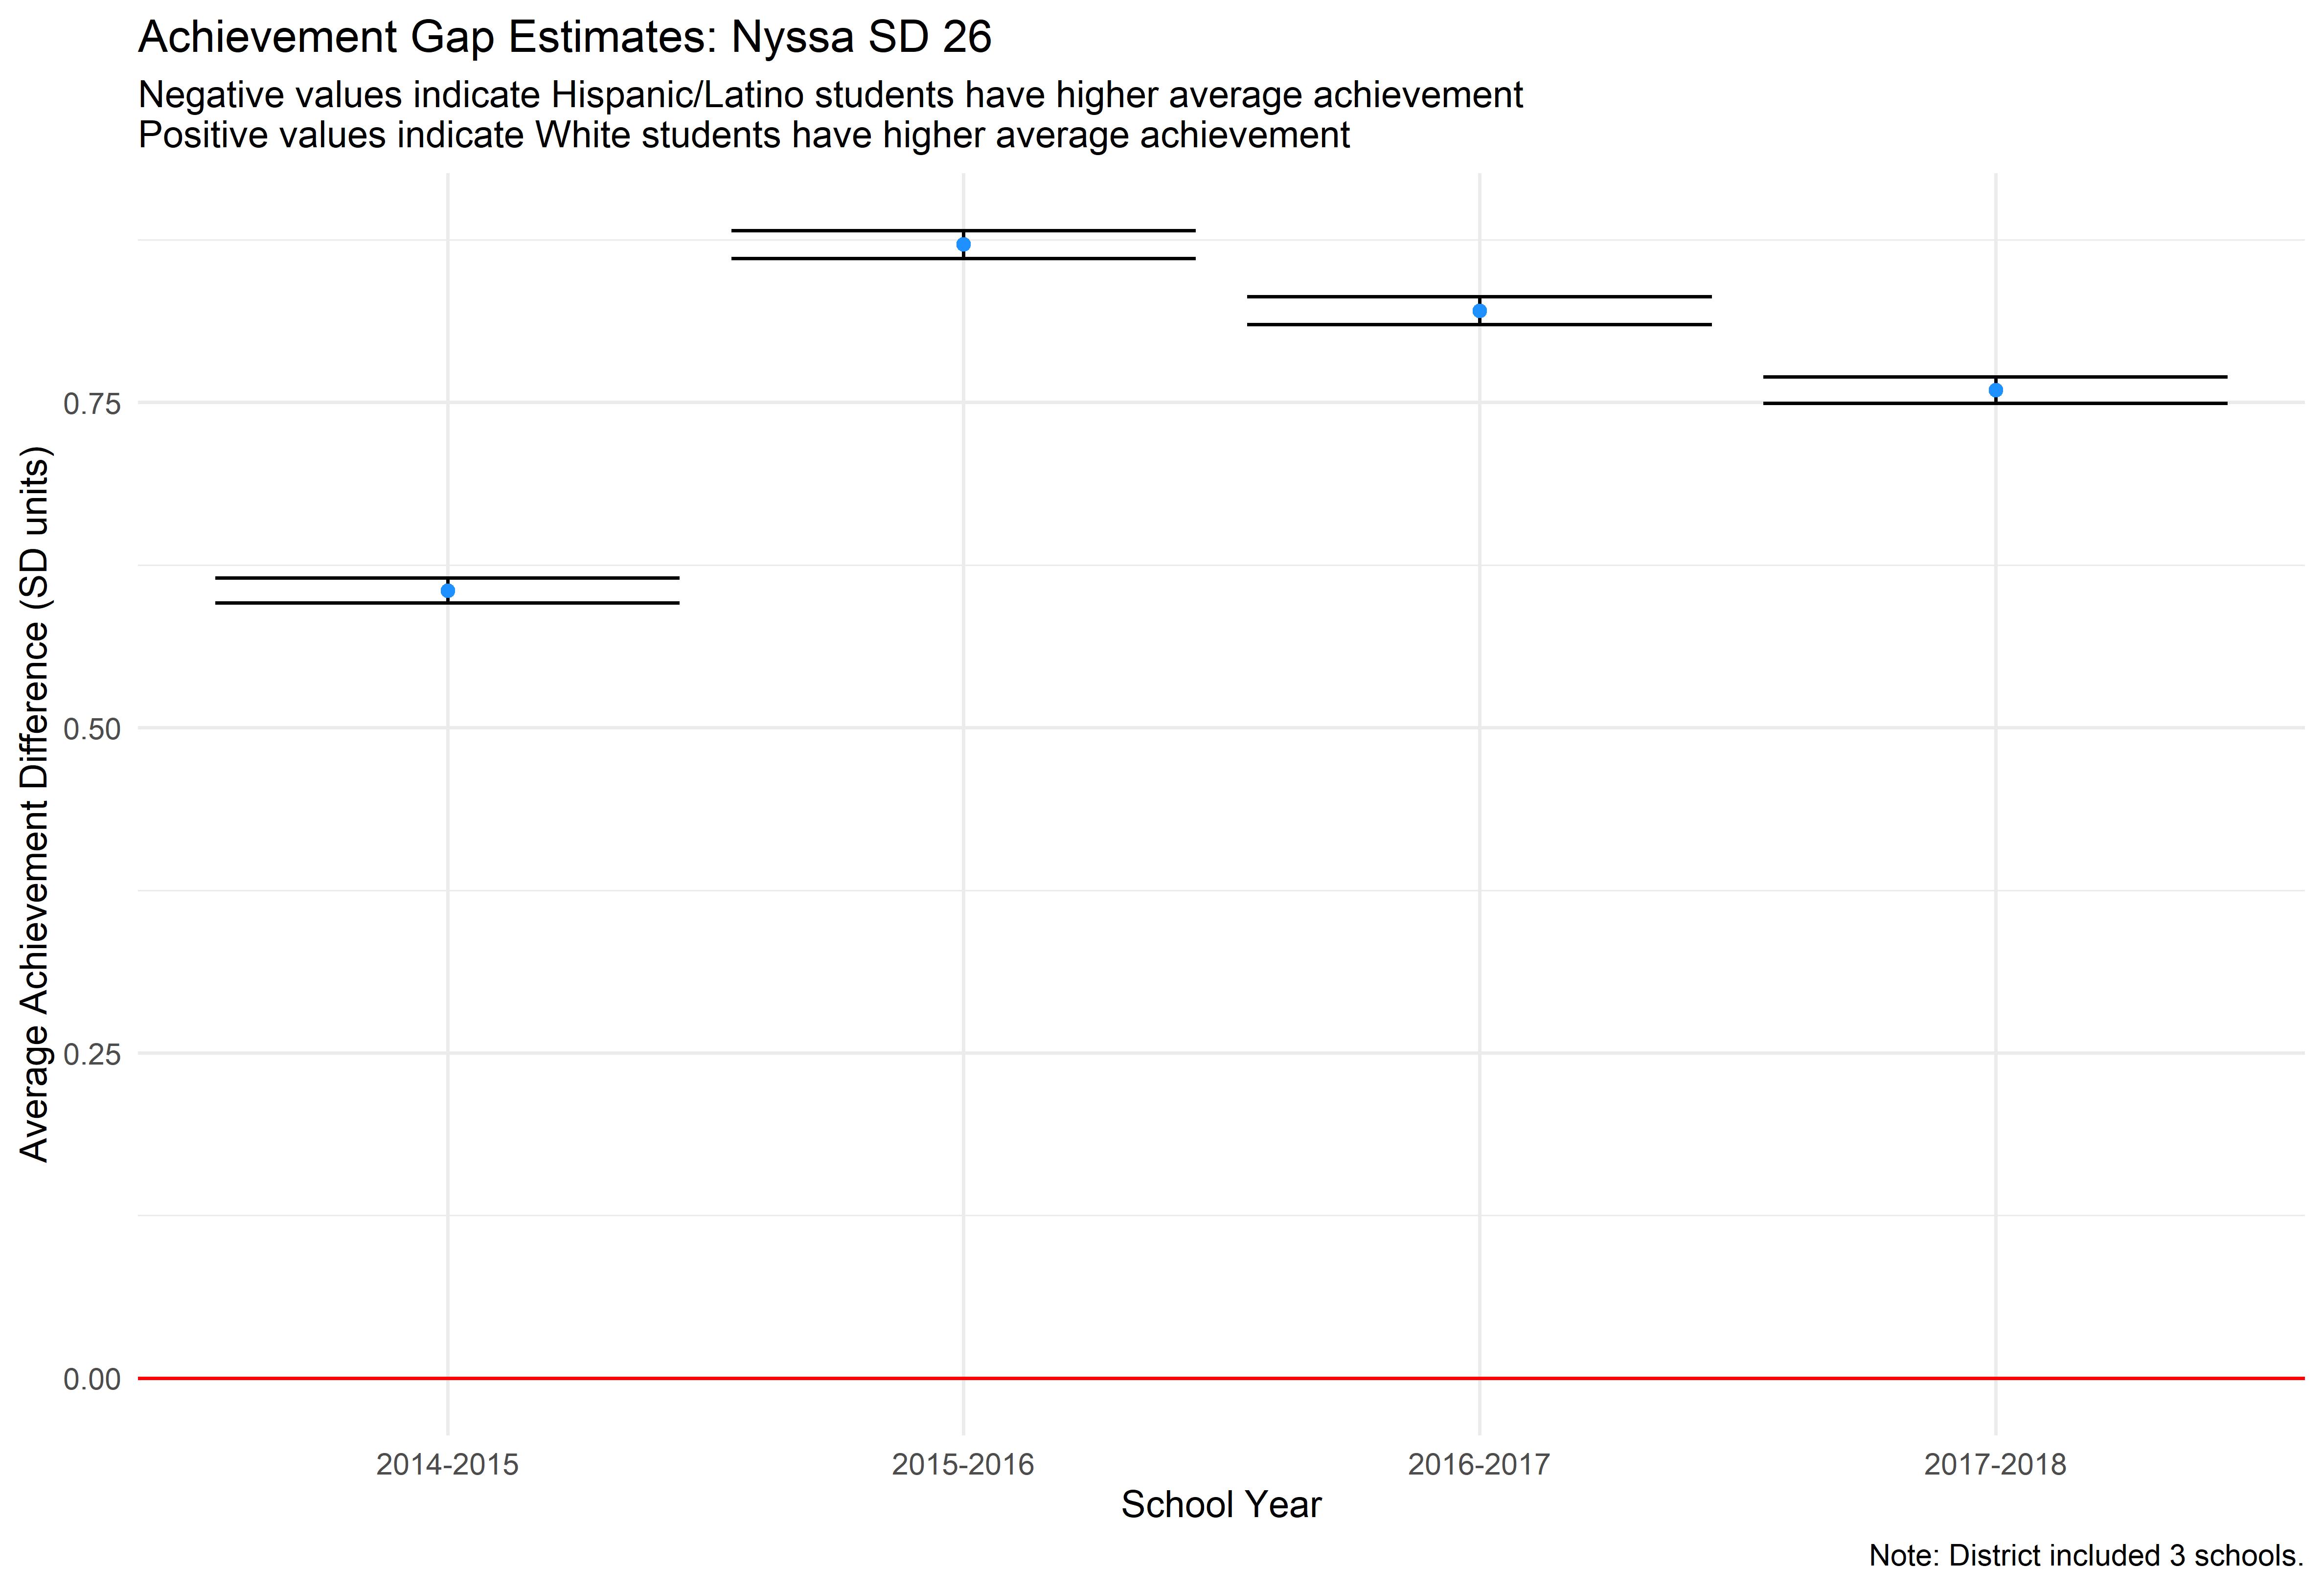 Achievement Gap Estimates: Nyssa SD 26
Negative values indicate Hispanic/Latino students have higher average achievement
Positive values indicate White students have higher average achievement
Average Achievement Difference (SD units)
0.75
0.50
0.25
0.00
2014-2015
2015-2016
2016-2017
2017-2018
School Year
Note: District included 3 schools.